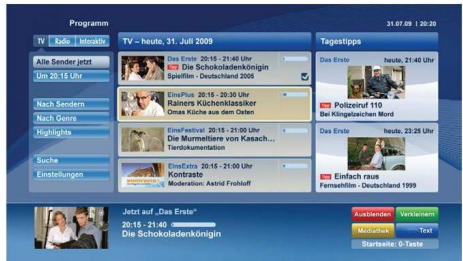 Programm
31.07.09 | 20:20
TV Radio Interaktiv
Alle Sender jetzt
Um 20:15 Uhr
Nach Sendern
Nach Genre
Highlights
Suche
Einstellungen
TV – heute, 31. Juli 2009
Das Erste 20:15 - 21:40 Uhr
Tipp Die Schokoladenkönigin
Spielfilm - Deutschland 2005
EinsPlus 20:15 - 20:30 Uhr
Rainers Küchenklassiker
Omas Küche aus dem Osten
EinsFestival 20:15 - 21:00 Uhr
Die Murmeltiere von Kasach...
Tierdokumentation
EinsExtra 20:15 - 21:00 Uhr
Kontraste
Moderation: Astrid Frohloff
Tagestipps
Das Erste heute, 21:40 Uhr
Tipp Polizeiruf 110
Bei Klingelzeichen Mord
Das Erste heute, 23:25 Uhr
Tipp Einfach raus
Fernsehfilm - Deutschland 1999
Jetzt auf „Das Erste“
20:15 - 21:40
Die Schokoladenkönigin
Ausblenden Verkleinern
Mediathek Text
Startseite: 0-Taste